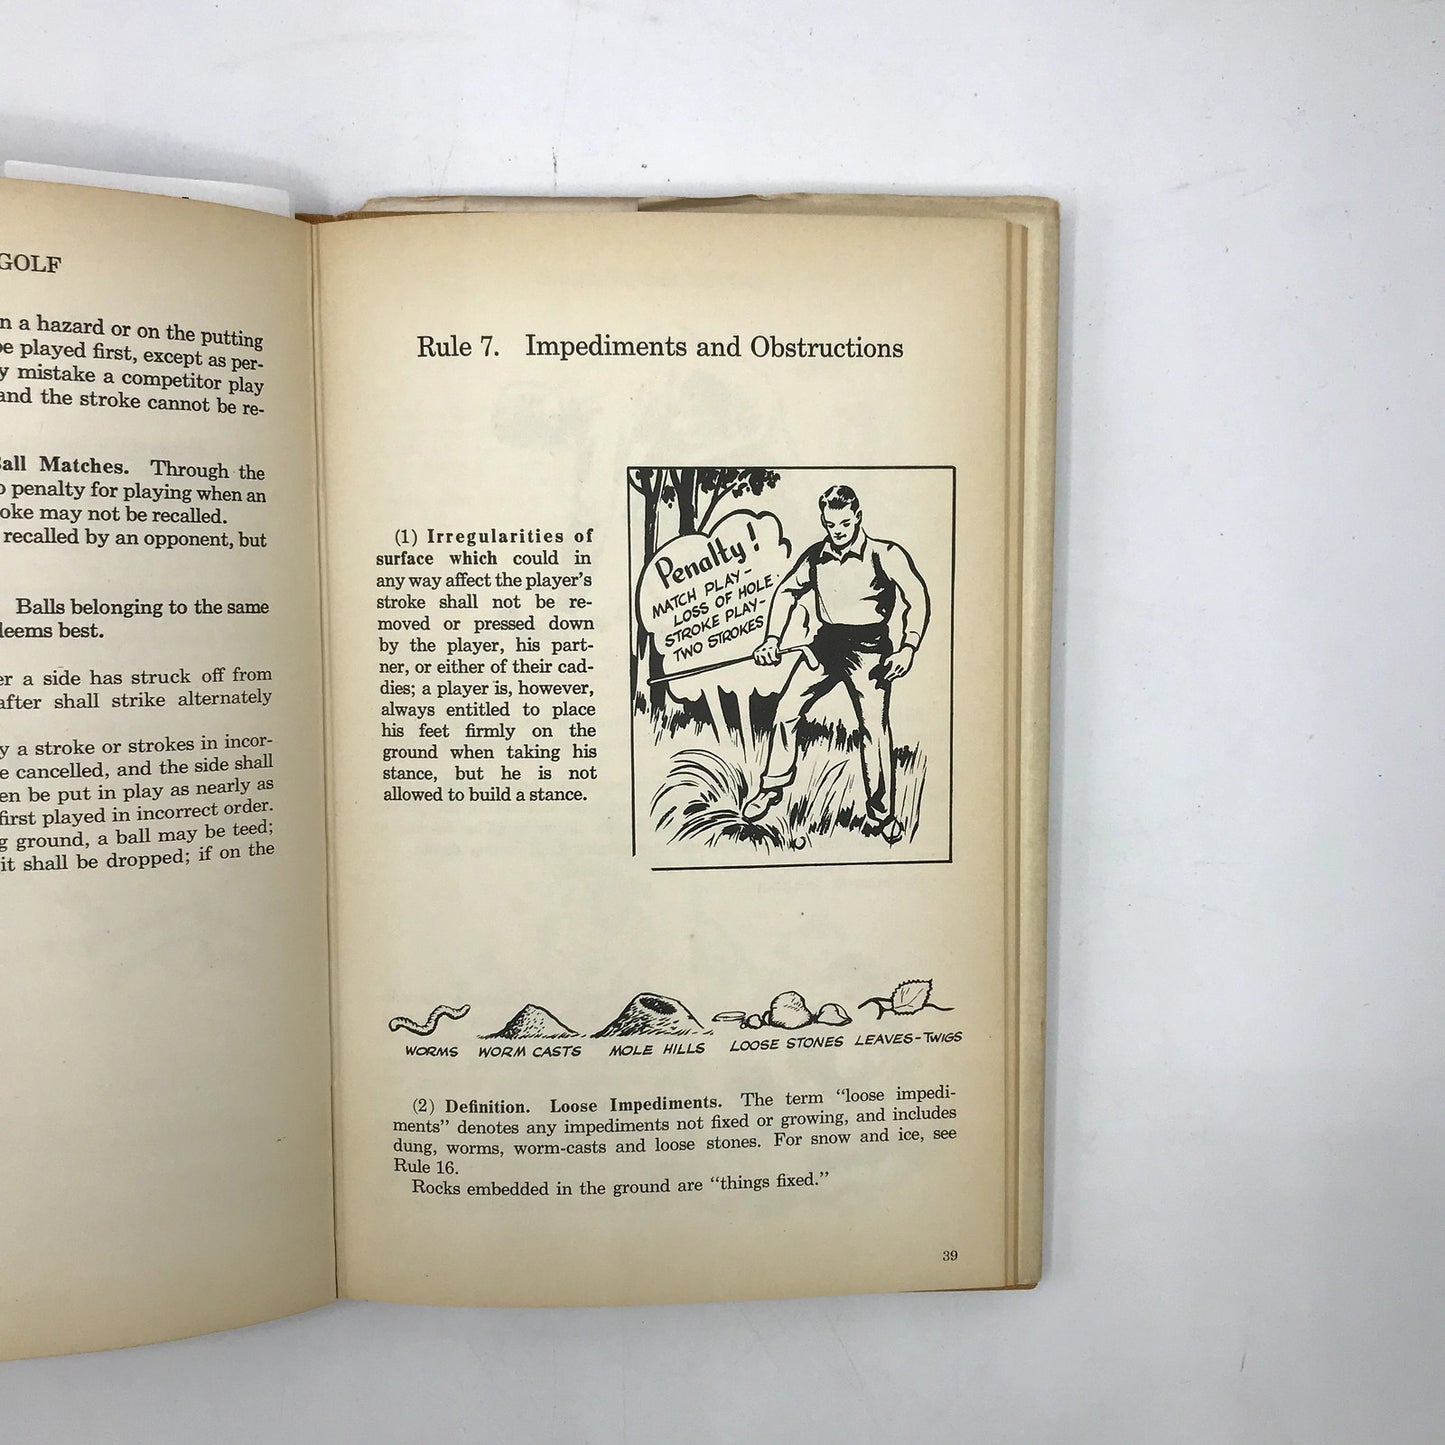 GOLF
n a hazard or on the putting
be played first, except as per-
y mistake a competitor play
and the stroke cannot be re-
Ball Matches. Through the
o penalty for playing when an
oke may not be recalled.
recalled by an opponent, but
Balls belonging to the same
deems best.
er a side has struck off from
after shall strike alternately
y a stroke or strokes in incor-
e cancelled, and the side shall
en be put in play as nearly as
first played in incorrect order.
g ground, a ball may be teed;
it shall be dropped; if on the
Rule 7. Impediments and Obstructions
(1) Irregularities of
surface which could in
any way affect the player's
stroke shall not be re-
moved or pressed down
by the player, his part-
ner, or either of their cad-
dies; a player is, however,
always entitled to place
his feet firmly on the
ground when taking his
stance, but he is not
allowed to build a stance.
Penalty!
MATCH PLAY-
LOSS OF HOLE.
STROKE PLAY-
TWO STROKES
WORMS WORM CASTS MOLE HILLS LOOSE STONES LEAVES-TWIGS
(2) Definition. Loose Impediments. The term "loose impedi-
ments" denotes any impediments not fixed or growing, and includes
dung, worms, worm-casts and loose stones. For snow and ice, see
Rule 16.
Rocks embedded in the ground are "things fixed."
39